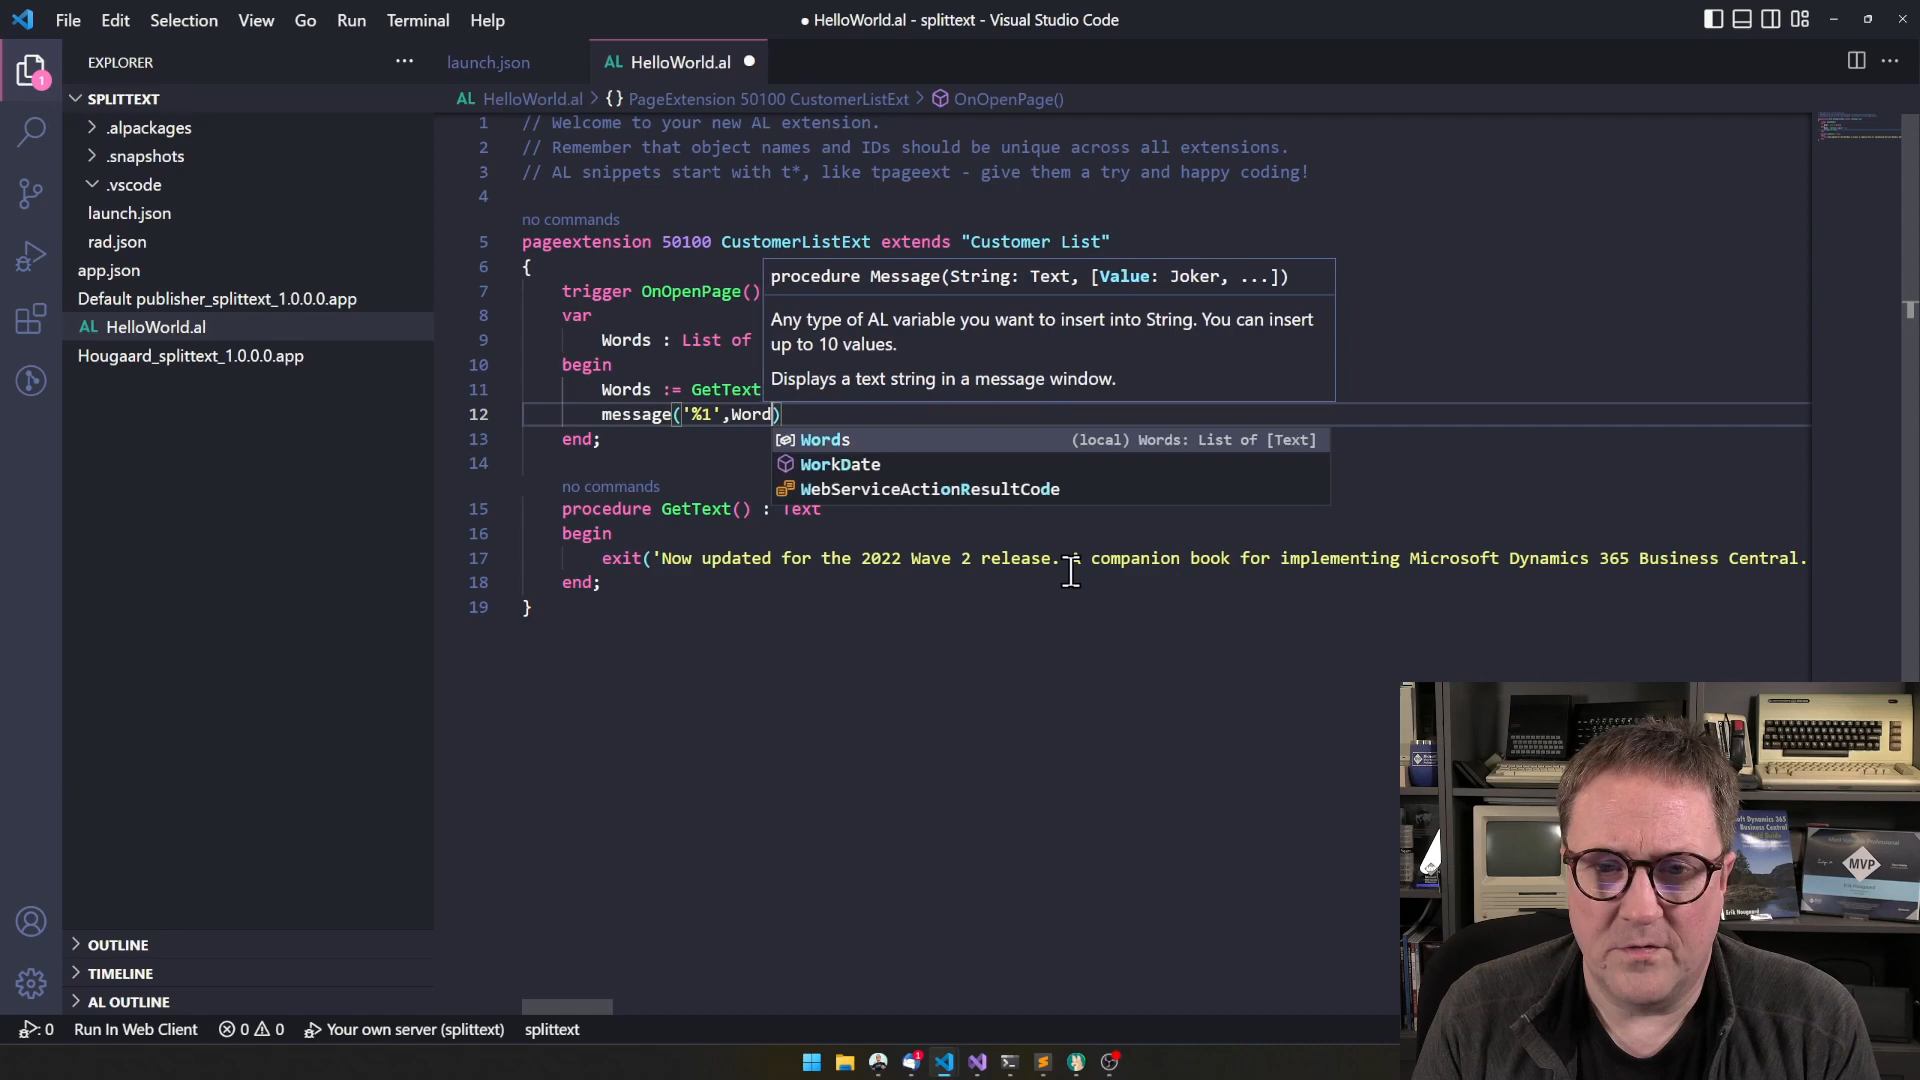 File Edit Selection View Go Run Terminal Help
● HelloWorld.al - splittext - Visual Studio Code
1
EXPLORER
launch.json
AL HelloWorld.al
SPLITTEXT
AL HelloWorld.al > {} PageExtension 50100 CustomerListExt > OnOpenPage()
.alpackages
.snapshots
.vscode
launch.json
rad.json
app.json
Default publisher_splittext_1.0.0.0.app
AL HelloWorld.al
Hougaard_splittext_1.0.0.0.app
OUTLINE
TIMELINE
AL OUTLINE
1 // Welcome to your new AL extension.
2 // Remember that object names and IDs should be unique across all extensions.
3 // AL snippets start with t*, like tpageext - give them a try and happy coding!
4
no commands
5 pageextension 50100 CustomerListExt extends "Customer List"
6 {
7 trigger OnOpenPage()
8 var
9 Words : List of
10 begin
11 Words := GetText
12 message('%1',Word)
13 end;
14
no commands
15 procedure GetText() : Text
16 begin
17 exit('Now updated for the 2022 Wave 2 release. companion book for implementing Microsoft Dynamics 365 Business Central.
18 end;
19 }
procedure Message(String: Text, [Value: Joker, ...])
Any type of AL variable you want to insert into String. You can insert
up to 10 values.
Displays a text string in a message window.
Words (local) Words: List of [Text]
WorkDate
WebServiceActionResultCode
: 0 Run In Web Client 0 0 Your own server (splittext) splittext
1
Microsoft Dynamics 365
Business Central
Erik Hougaard
MVP